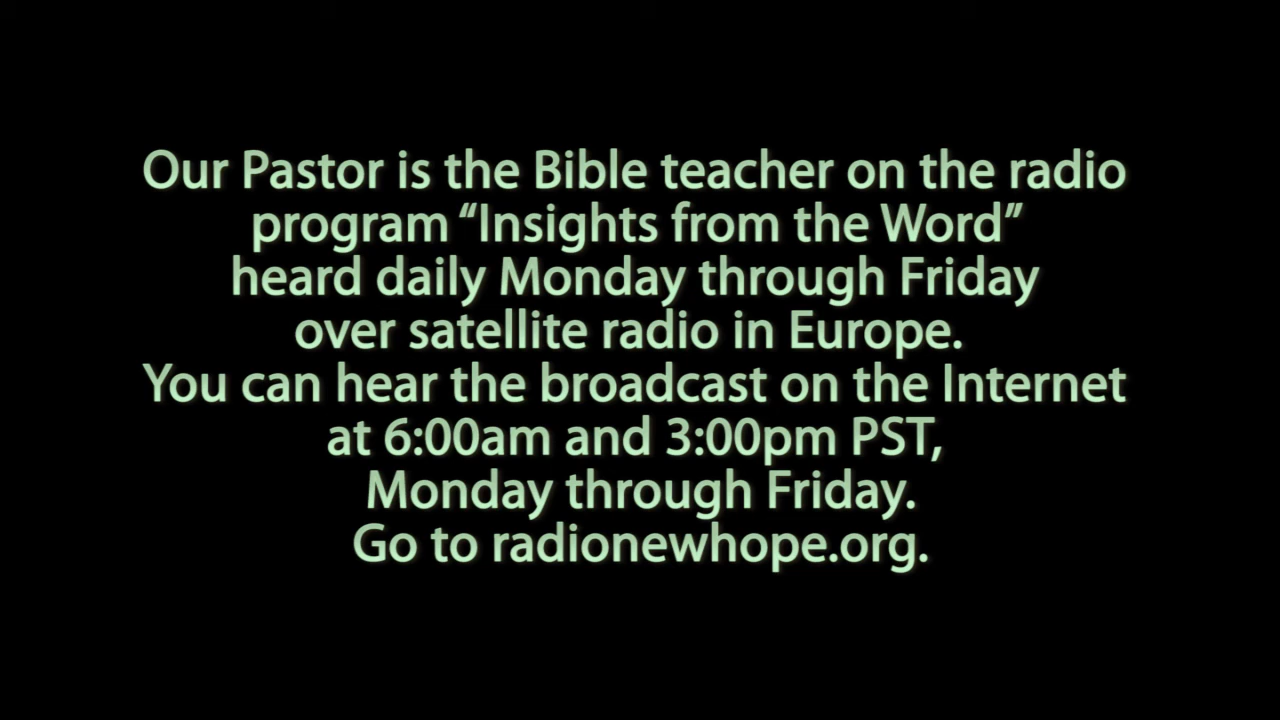 Our Pastor is the Bible teacher on the radio
program “Insights from the Word”
heard daily Monday through Friday
over satellite radio in Europe.
You can hear the broadcast on the Internet
at 6:00am and 3:00pm PST,
Monday through Friday.
Go to radionewhope.org.